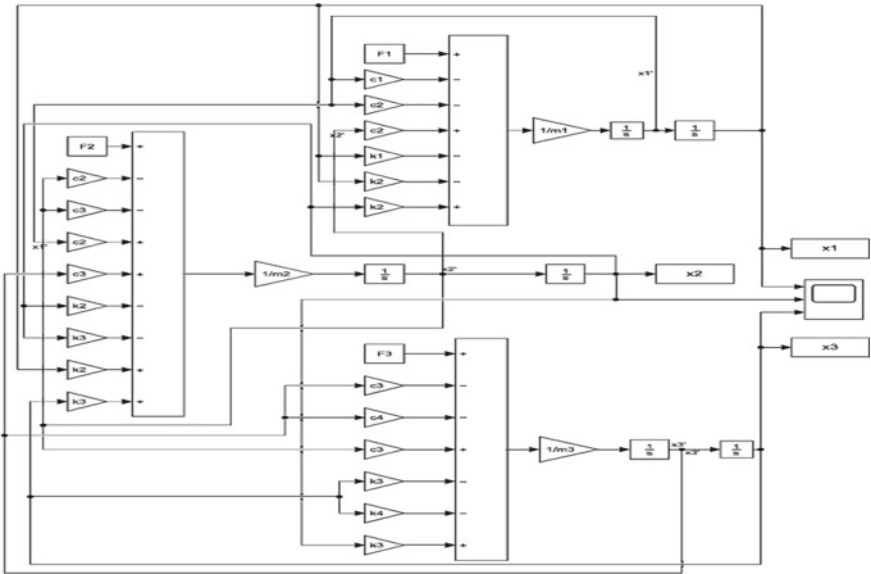 F1
+
c1
-
x1'
c2
-
c2
+
x2'
1/m1
1
s
1
s
k1
-
k2
-
k2
+
F2
+
c2
-
c3
-
c2
+
x1'
c3
+
k2
-
k3
-
k2
+
k3
+
1/m2
1
s
x2'
1
s
x2
x1
x3
F3
+
c3
-
c4
-
c3
+
k3
-
k4
-
k3
+
1/m3
1
s
x3'
x3'
1
s